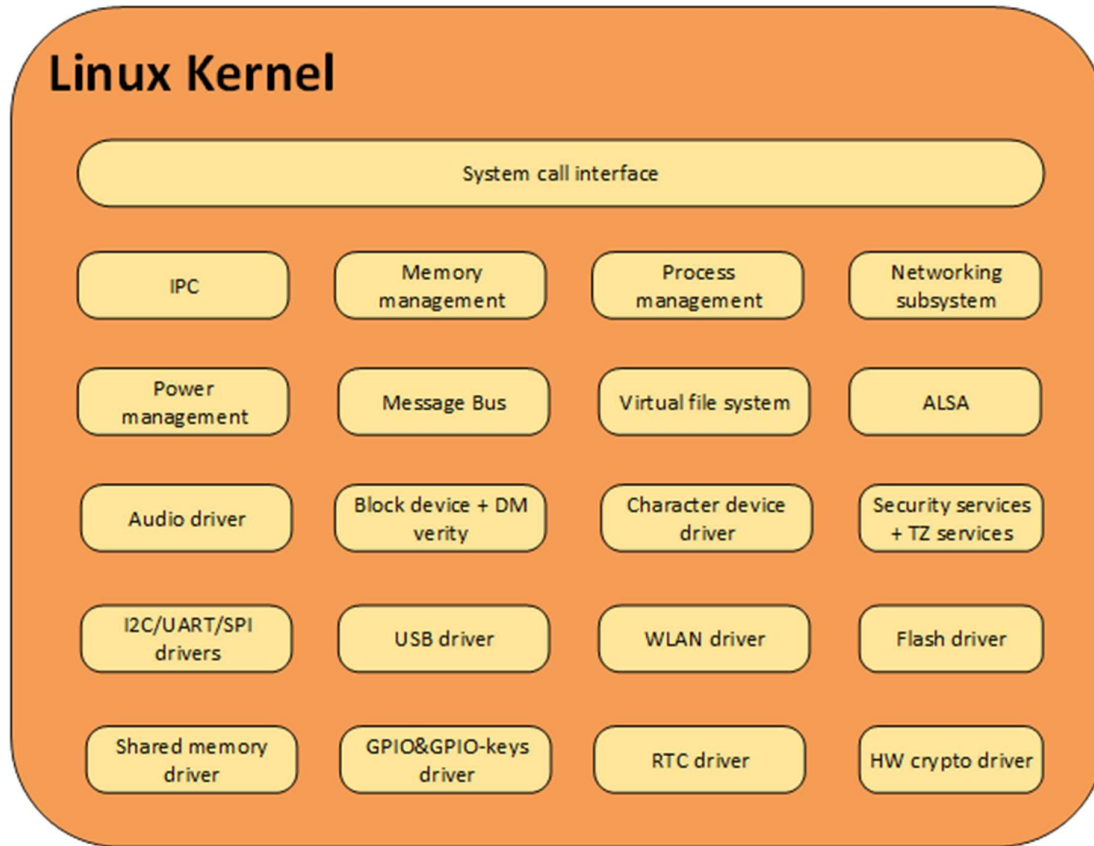 Linux Kernel
System call interface
IPC
Memory
management
Process
management
Networking
subsystem
Power
management
Message Bus
Virtual file system
ALSA
Audio driver
Block device + DM
verity
Character device
driver
Security services
+ TZ services
I2C/UART/SPI
drivers
USB driver
WLAN driver
Flash driver
Shared memory
driver
GPIO&GPIO-keys
driver
RTC driver
HW crypto driver